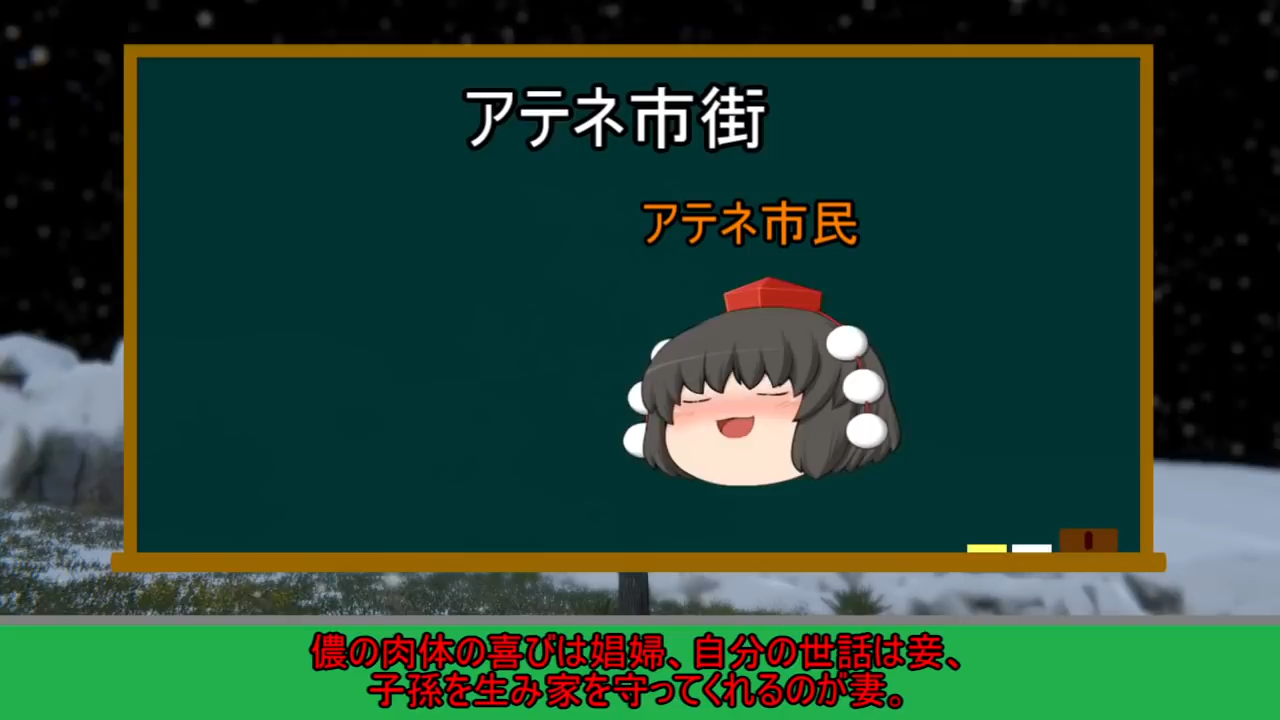 アテネ市街
アテネ市民
儂の肉体の喜びは娼婦、自分の世話は妾、
子孫を生み家を守ってくれるのが妻。